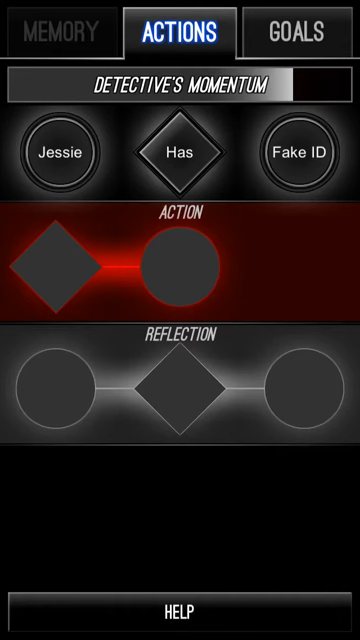 MEMORY
ACTIONS
GOALS
DETECTIVE'S MOMENTUM
Jessie
Has
Fake ID
ACTION
REFLECTION
HELP